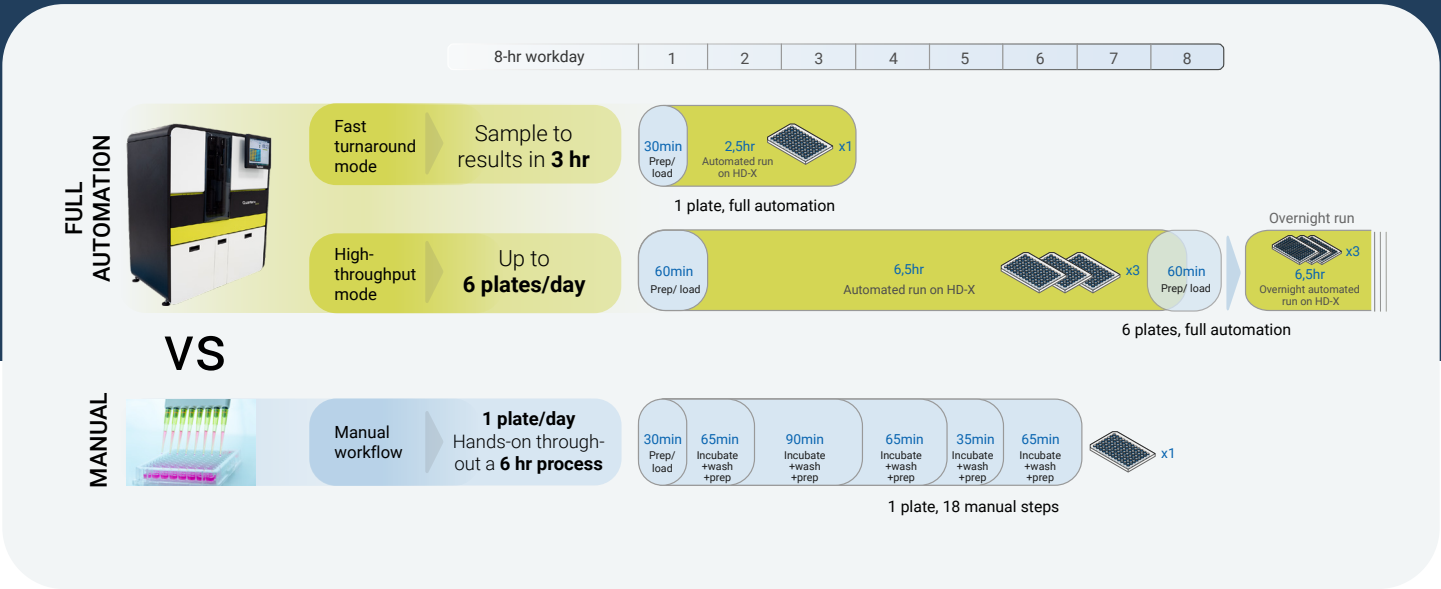 8-hr workday 1 2 3 4 5 6 7 8
FULL
AUTOMATION
Fast
turnaround
mode
Sample to
results in 3 hr
30min
Prep/
load
2,5hr
Automated run
on HD-X
x1
1 plate, full automation
High-
throughput
mode
Up to
6 plates/day
60min
Prep/ load
6,5hr
Automated run on HD-X
x3
60min
Prep/ load
Overnight run
x3
6,5hr
Overnight automated
run on HD-X
6 plates, full automation
VS
MANUAL
Manual
workflow
1 plate/day
Hands-on through-
out a 6 hr process
30min
Prep/
load
65min
Incubate
+wash
+prep
90min
Incubate
+wash
+prep
65min
Incubate
+wash
+prep
35min
Incubate
+wash
+prep
65min
Incubate
+wash
+prep
x1
1 plate, 18 manual steps